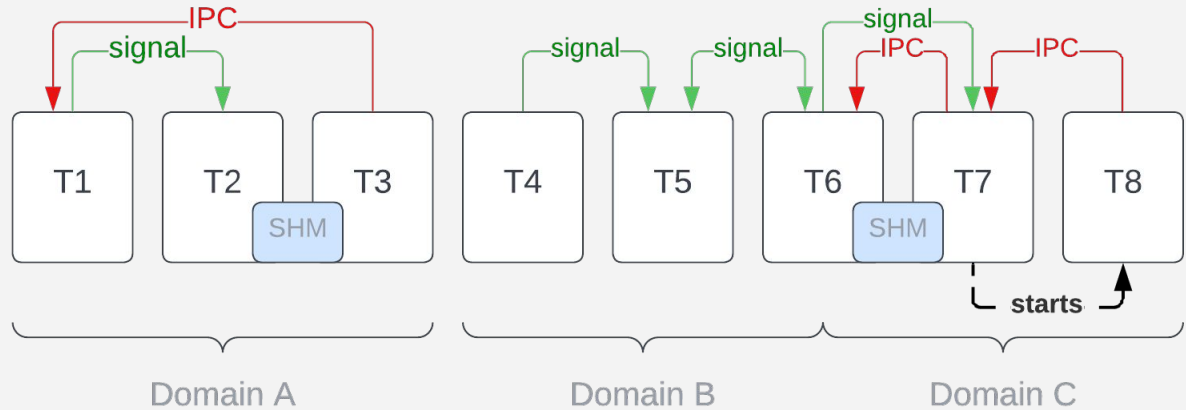 IPC
signal
signal
signal
signal
IPC
IPC
T1
T2
T3
T4
T5
T6
T7
T8
SHM
SHM
starts
Domain A
Domain B
Domain C